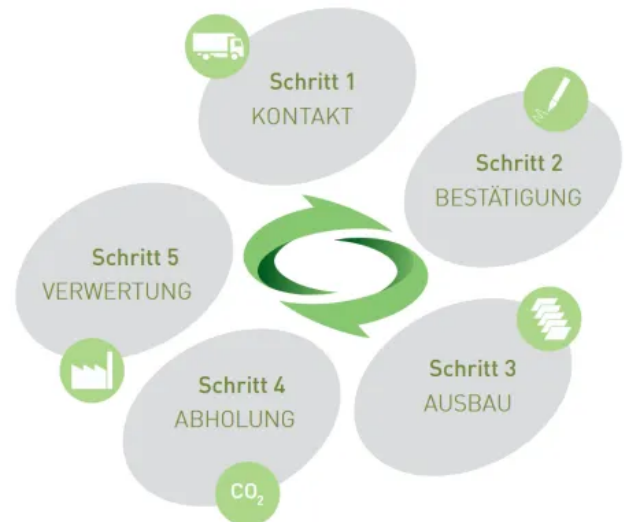 Schritt 1
KONTAKT
Schritt 2
BESTÄTIGUNG
Schritt 3
AUSBAU
Schritt 4
ABHOLUNG
CO₂
Schritt 5
VERWERTUNG